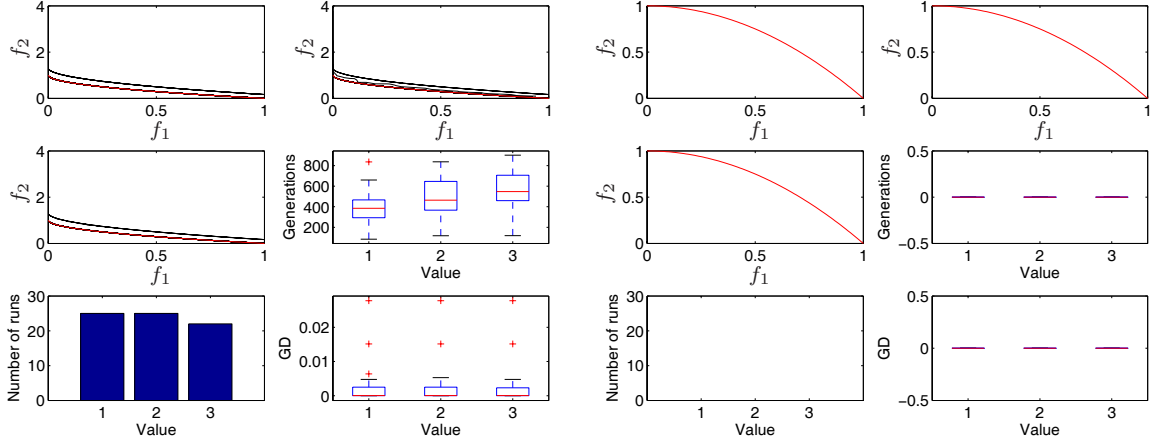 f2 4 2 0 0 0.5 1 f1
f2 4 2 0 0 0.5 1 f1
f2 1 0.5 0 0 0.5 1 f1
f2 1 0.5 0 0 0.5 1 f1
f2 4 2 0 0 0.5 1 f1
Generations 800 600 400 200 1 2 3 Value
f2 1 0.5 0 0 0.5 1 f1
Generations 0.5 0 −0.5 1 2 3 Value
Number of runs 30 20 10 0 1 2 3 Value
GD 0.02 0.01 0 1 2 3 Value
Number of runs 30 20 10 0 1 2 3 Value
GD 0.5 0 −0.5 1 2 3 Value